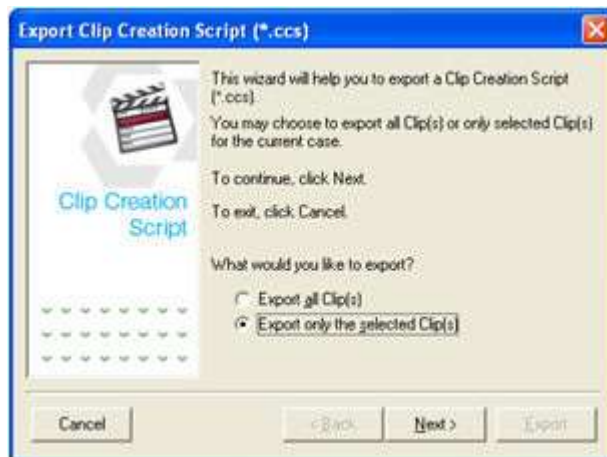 Export Clip Creation Script (*.ccs)
This wizard will help you to export a Clip Creation Script
(*.ccs)
You may choose to export all Clip(s) or only selected Clip(s)
for the current case.
To continue, click Next.
To exit, click Cancel.
Clip Creation
Script
What would you like to export?
Export all Clip(s)
Export only the selected Clip(s)
Cancel
< Back
Next >
Export